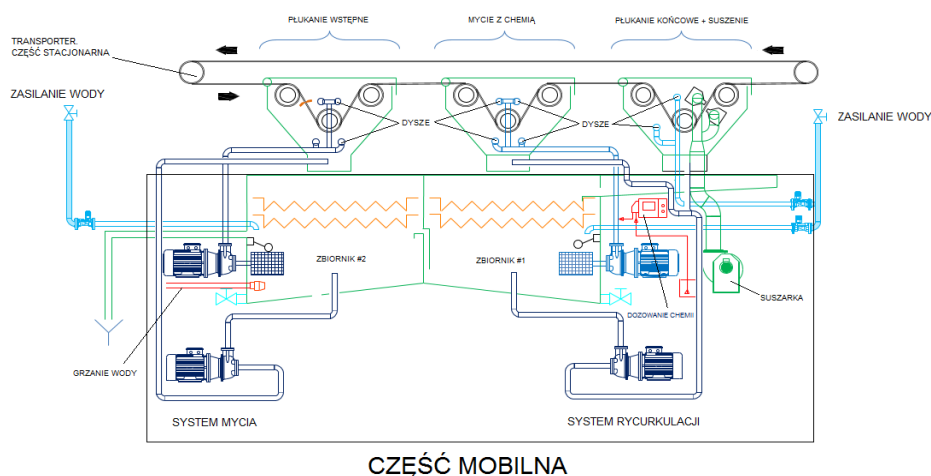 PŁUKANIE WSTĘPNE
MYCIE Z CHEMIĄ
PŁUKANIE KOŃCOWE + SUSZENIE
TRANSPORTER.
CZĘŚĆ STACJONARNA
ZASILANIE WODY
ZASILANIE WODY
DYSZE
DYSZE
ZBIORNIK #2
ZBIORNIK #1
SUSZARKA
DOZOWANIE CHEMII
GRZANIE WODY
SYSTEM MYCIA
SYSTEM RYCURKULACJI
CZĘŚĆ MOBILNA